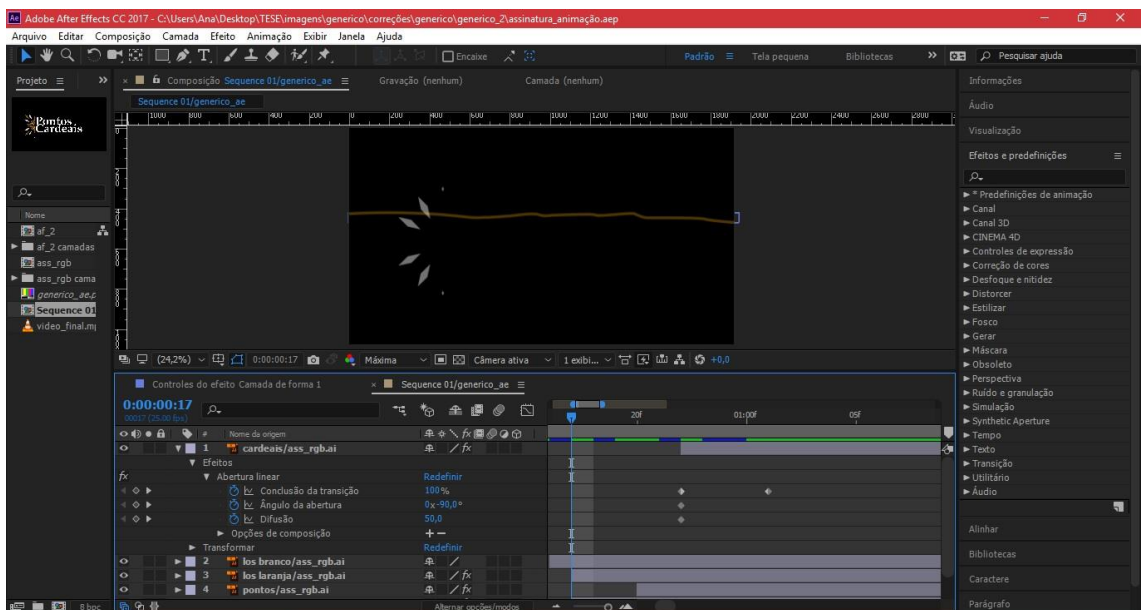 Adobe After Effects CC 2017 - C:\Users\Ana\Desktop\TESE\imagens\generico\correções\generico\generico_2\assinatura_animação.aep
Arquivo Editar Composição Camada Efeito Animação Exibir Janela Ajuda
Encaixe Padrão Tela pequena Bibliotecas Pesquisar ajuda
Projeto Composição Sequence 01/generico_ae Gravação (nenhum) Camada (nenhum)
Sequence 01/generico_ae
Pontos
Cardeais
Nome
af_2
af_2 camadas
ass_rgb
ass_rgb cama
generico_ae.p
Sequence 01
video_final.m
(24,2%) 0:00:00:17 Máxima Câmera ativa 1 exibi... +0,0
Informações
Áudio
Visualização
Efeitos e predefinições
* Predefinições de animação
Canal
Canal 3D
CINEMA 4D
Controles de expressão
Correção de cores
Desfoque e nitidez
Distorcer
Estilizar
Fosco
Gerar
Máscara
Obsoleto
Perspectiva
Ruído e granulação
Simulação
Synthetic Aperture
Tempo
Texto
Transição
Utilitário
Áudio
Alinhar
Bibliotecas
Caractere
Parágrafo
Controles do efeito Camada de forma 1 Sequence 01/generico_ae
0:00:00:17
00017 (25.00 fps)
20f 01:00f 05f
# Nome da origem
1 cardeais/ass_rgb.ai
Efeitos
fx Abertura linear Redefinir
Conclusão da transição 100%
Ângulo da abertura 0x-90,0°
Difusão 50,0
Opções de composição + −
Transformar Redefinir
2 los branco/ass_rgb.ai
3 los laranja/ass_rgb.ai
4 pontos/ass_rgb.ai
8 bpc Alternar opções/modos